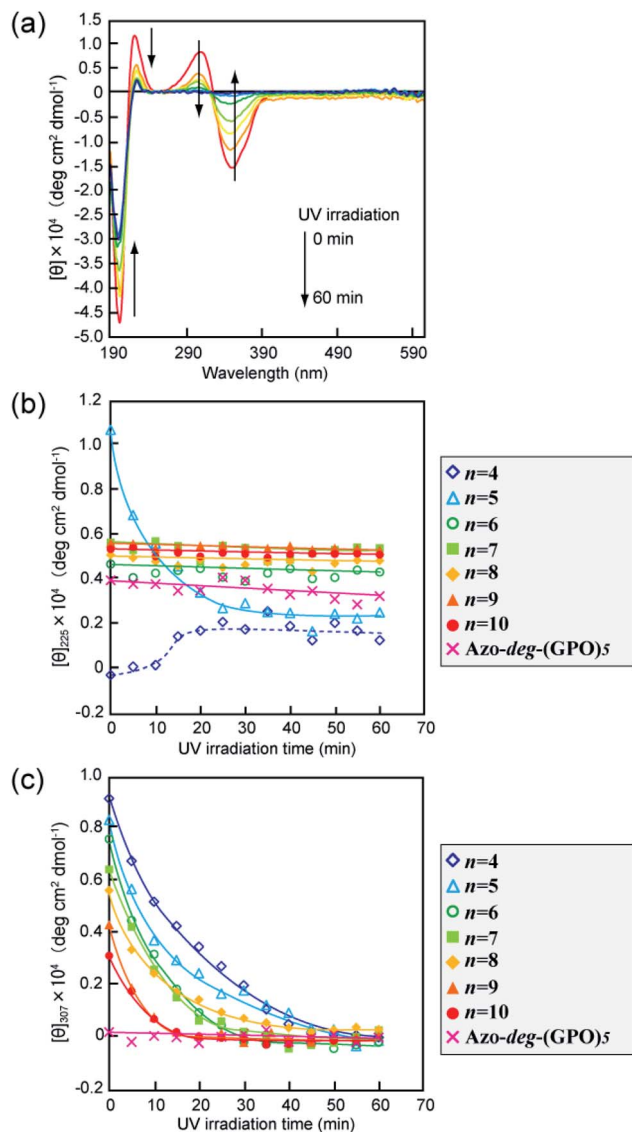 (a)
[θ] × 10⁴ (deg cm² dmol⁻¹)
1.5
1.0
0.5
0
-0.5
-1.0
-1.5
-2.0
-2.5
-3.0
-3.5
-4.0
-4.5
-5.0
UV irradiation
0 min
60 min
190 290 390 490 590
Wavelength (nm)
(b)
[θ]225 × 10⁴ (deg cm² dmol⁻¹)
1.2
1.0
0.8
0.6
0.4
0.2
0
-0.2
0 10 20 30 40 50 60 70
UV irradiation time (min)
n=4
n=5
n=6
n=7
n=8
n=9
n=10
Azo-deg-(GPO)5
(c)
[θ]307 × 10⁴ (deg cm² dmol⁻¹)
1.0
0.8
0.6
0.4
0.2
0
-0.2
0 10 20 30 40 50 60 70
UV irradiation time (min)
n=4
n=5
n=6
n=7
n=8
n=9
n=10
Azo-deg-(GPO)5